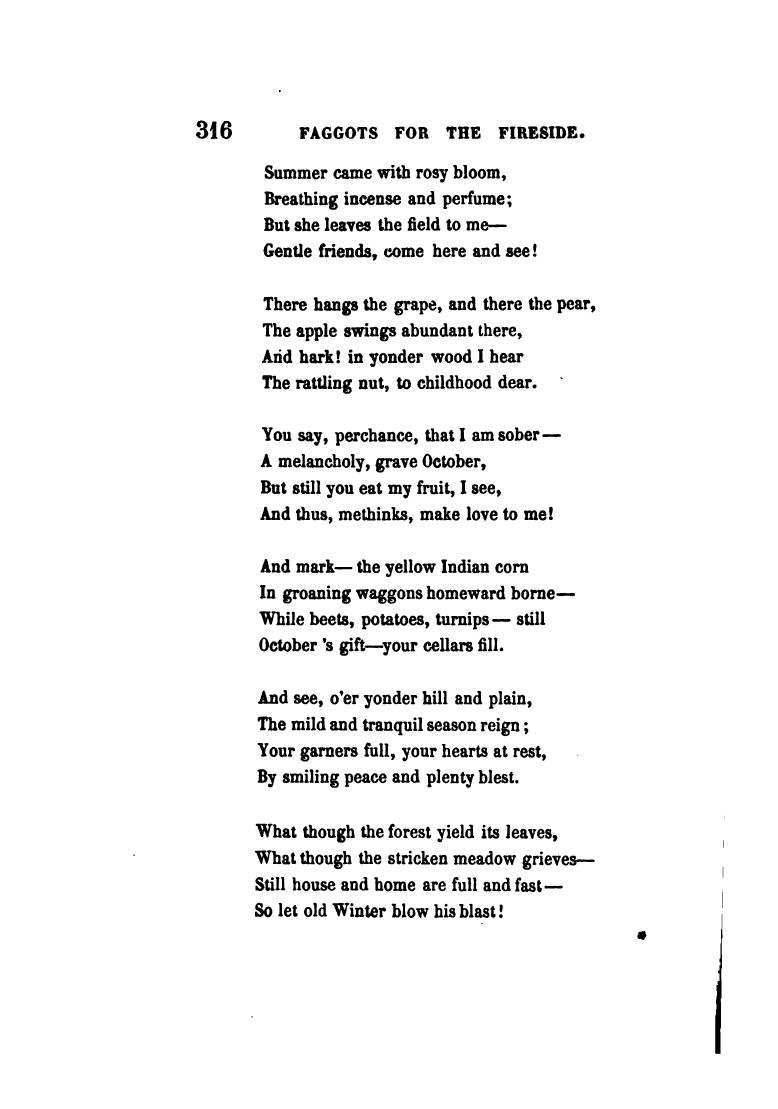 316 FAGGOTS FOR THE FIRESIDE.
Summer came with rosy bloom,
Breathing incense and perfume;
But she leaves the field to me—
Gentle friends, come here and see!
There hangs the grape, and there the pear,
The apple swings abundant there,
And hark! in yonder wood I hear
The rattling nut, to childhood dear.
You say, perchance, that I am sober—
A melancholy, grave October,
But still you eat my fruit, I see,
And thus, methinks, make love to me!
And mark— the yellow Indian corn
In groaning waggons homeward borne—
While beets, potatoes, turnips— still
October 's gift—your cellars fill.
And see, o'er yonder hill and plain,
The mild and tranquil season reign;
Your garners full, your hearts at rest,
By smiling peace and plenty blest.
What though the forest yield its leaves,
What though the stricken meadow grieves—
Still house and home are full and fast—
So let old Winter blow his blast!